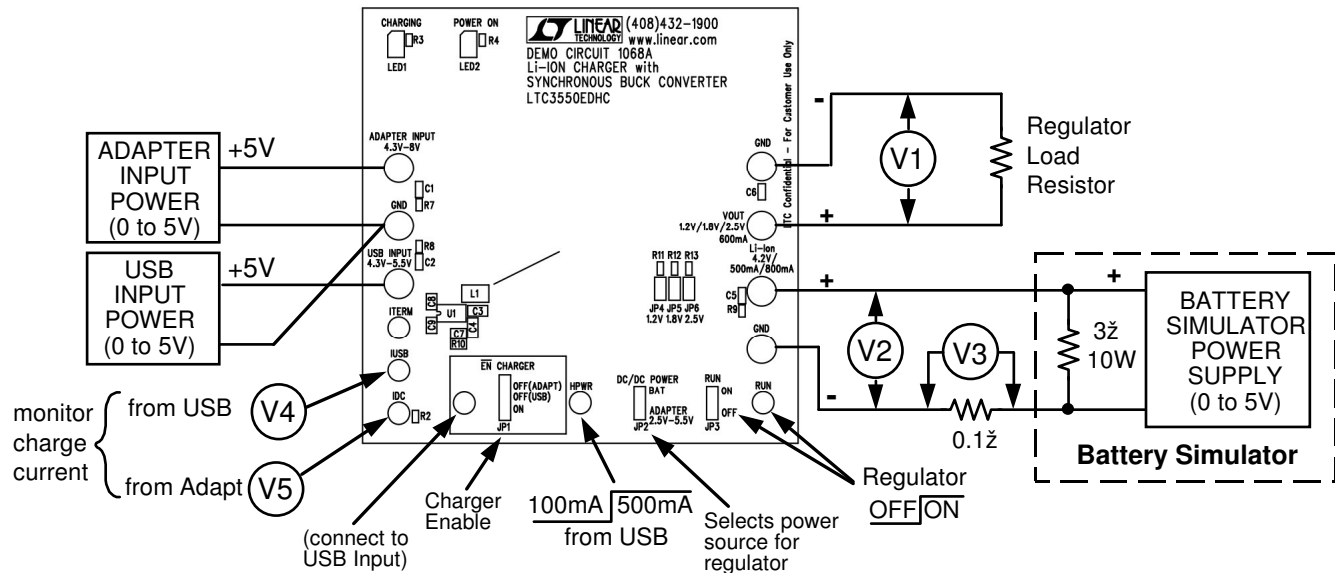 CHARGING
R3
LED1
POWER ON
R4
LED2
LINEAR
TECHNOLOGY
(408)432-1900
www.linear.com
DEMO CIRCUIT 1068A
Li-ION CHARGER with
SYNCHRONOUS BUCK CONVERTER
LTC3550EDHC
LTC Confidential - For Customer Use Only
ADAPTER
INPUT
POWER
(0 to 5V)
+5V
USB
INPUT
POWER
(0 to 5V)
+5V
ADAPTER INPUT
4.3V-8V
C1
R7
GND
R8
C2
USB INPUT
4.3V-5.5V
ITERM
C8
C9
U1
L1
C3
C4
C7
R10
IUSB
IDC
R2
EN CHARGER
OFF(ADAPT)
OFF(USB)
ON
JP1
HPWR
DC/DC POWER
BAT
ADAPTER
2.5V-5.5V
JP2
RUN
ON
OFF
JP3
RUN
R11 R12 R13
JP4 JP5 JP6
1.2V 1.8V 2.5V
GND
C6
VOUT
1.2V/1.8V/2.5V
600mA
Li-Ion
4.2V/
500mA/800mA
C5
R9
GND
-
V1
+
Regulator
Load
Resistor
+
V2
-
V3
0.1ž
+
3ž
10W
BATTERY
SIMULATOR
POWER
SUPPLY
(0 to 5V)
Battery Simulator
monitor
charge
current
from USB
V4
from Adapt
V5
(connect to
USB Input)
Charger
Enable
100mA 500mA
from USB
Selects power
source for
regulator
Regulator
OFF ON